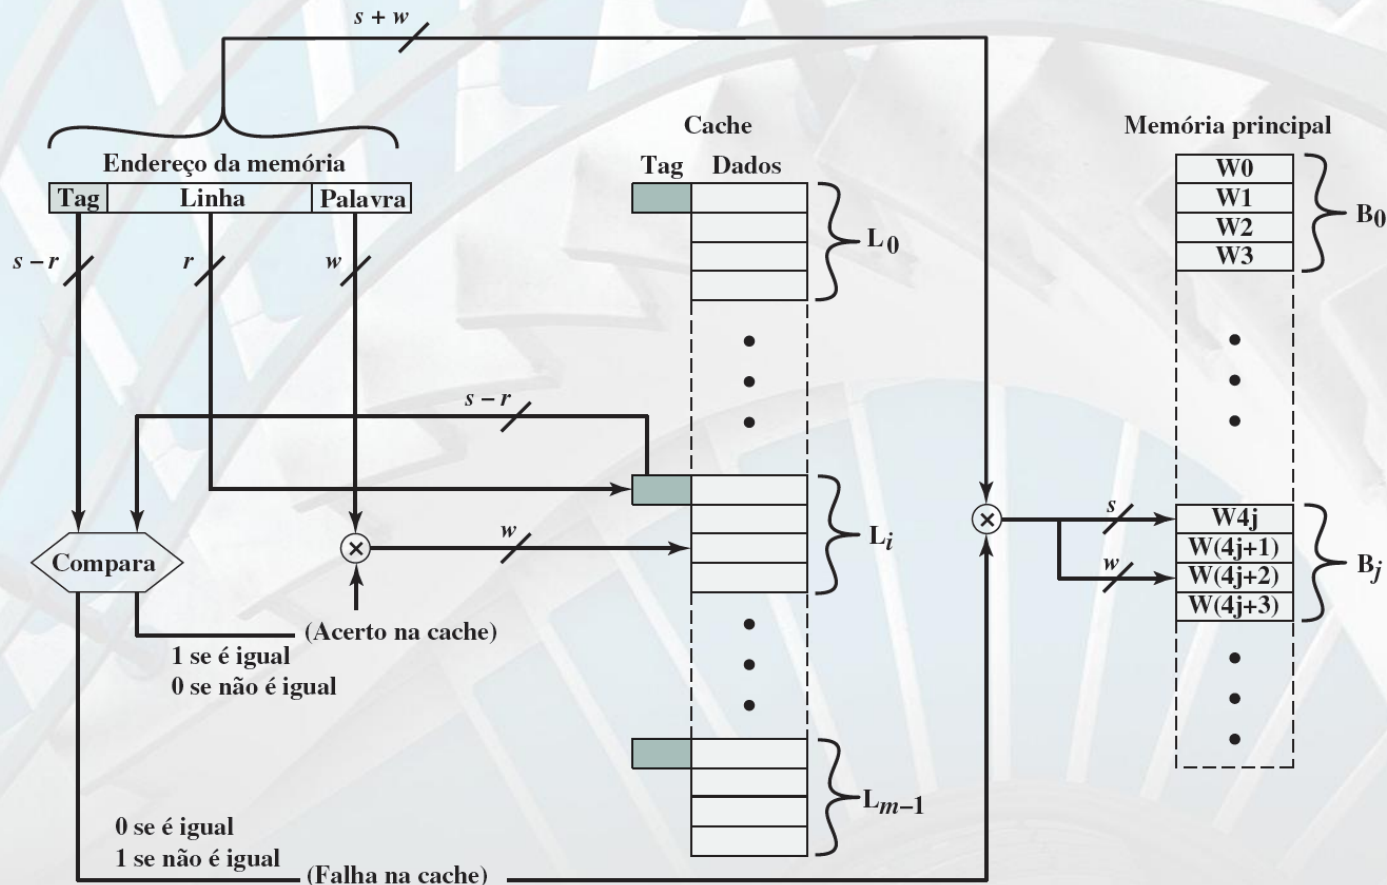 s + w
Cache
Memória principal
Endereço da memória
Tag Dados
Tag Linha Palavra
W0
W1
W2
W3
B0
L0
s – r
r
w
s – r
Li
w
Compara
s
w
W4j
W(4j+1)
W(4j+2)
W(4j+3)
Bj
(Acerto na cache)
1 se é igual
0 se não é igual
Lm–1
0 se é igual
1 se não é igual
(Falha na cache)